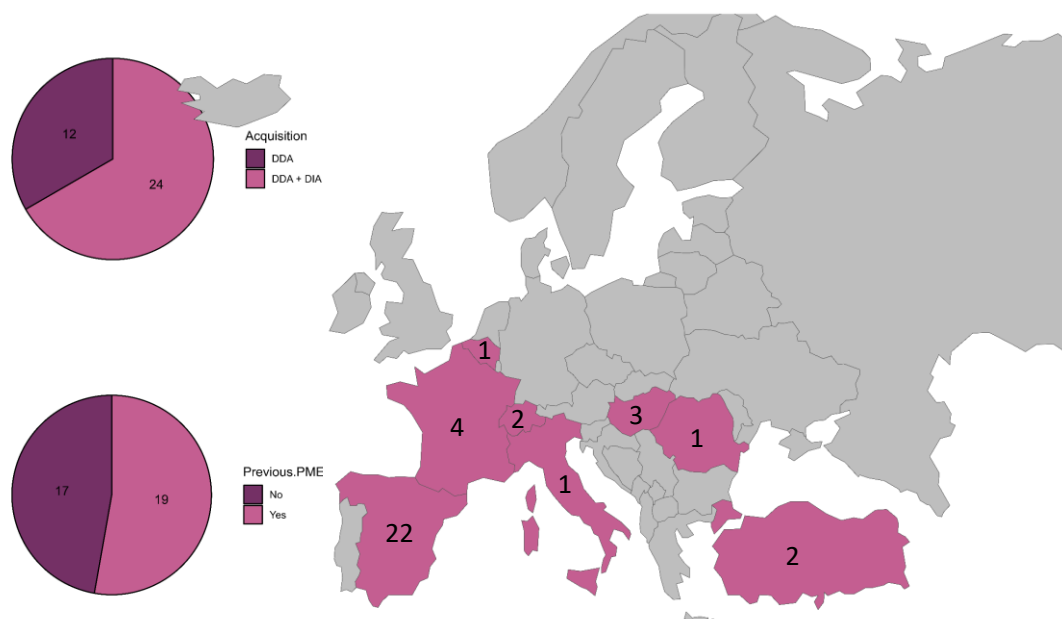 12
24
Acquisition
DDA
DDA + DIA
17
19
Previous.PME
No
Yes
1
4
2
3
1
1
22
2